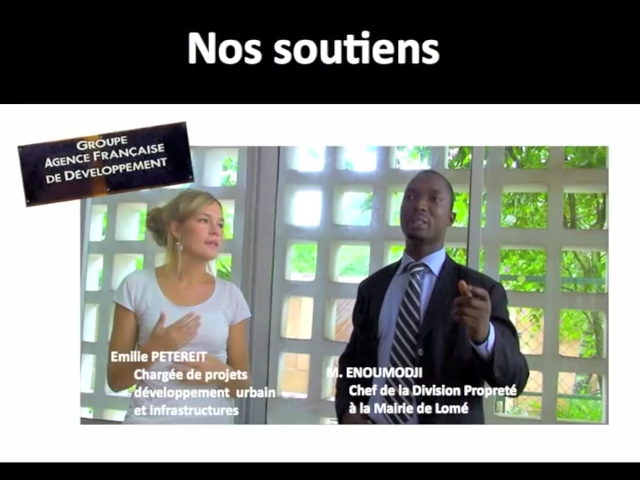 Nos soutiens
GROUPE
AGENCE FRANÇAISE
DE DÉVELOPPEMENT
Emilie PETEREIT
Chargée de projets
développement urbain
et infrastructures
M. ENOUMODJI
Chef de la Division Propreté
à la Mairie de Lomé